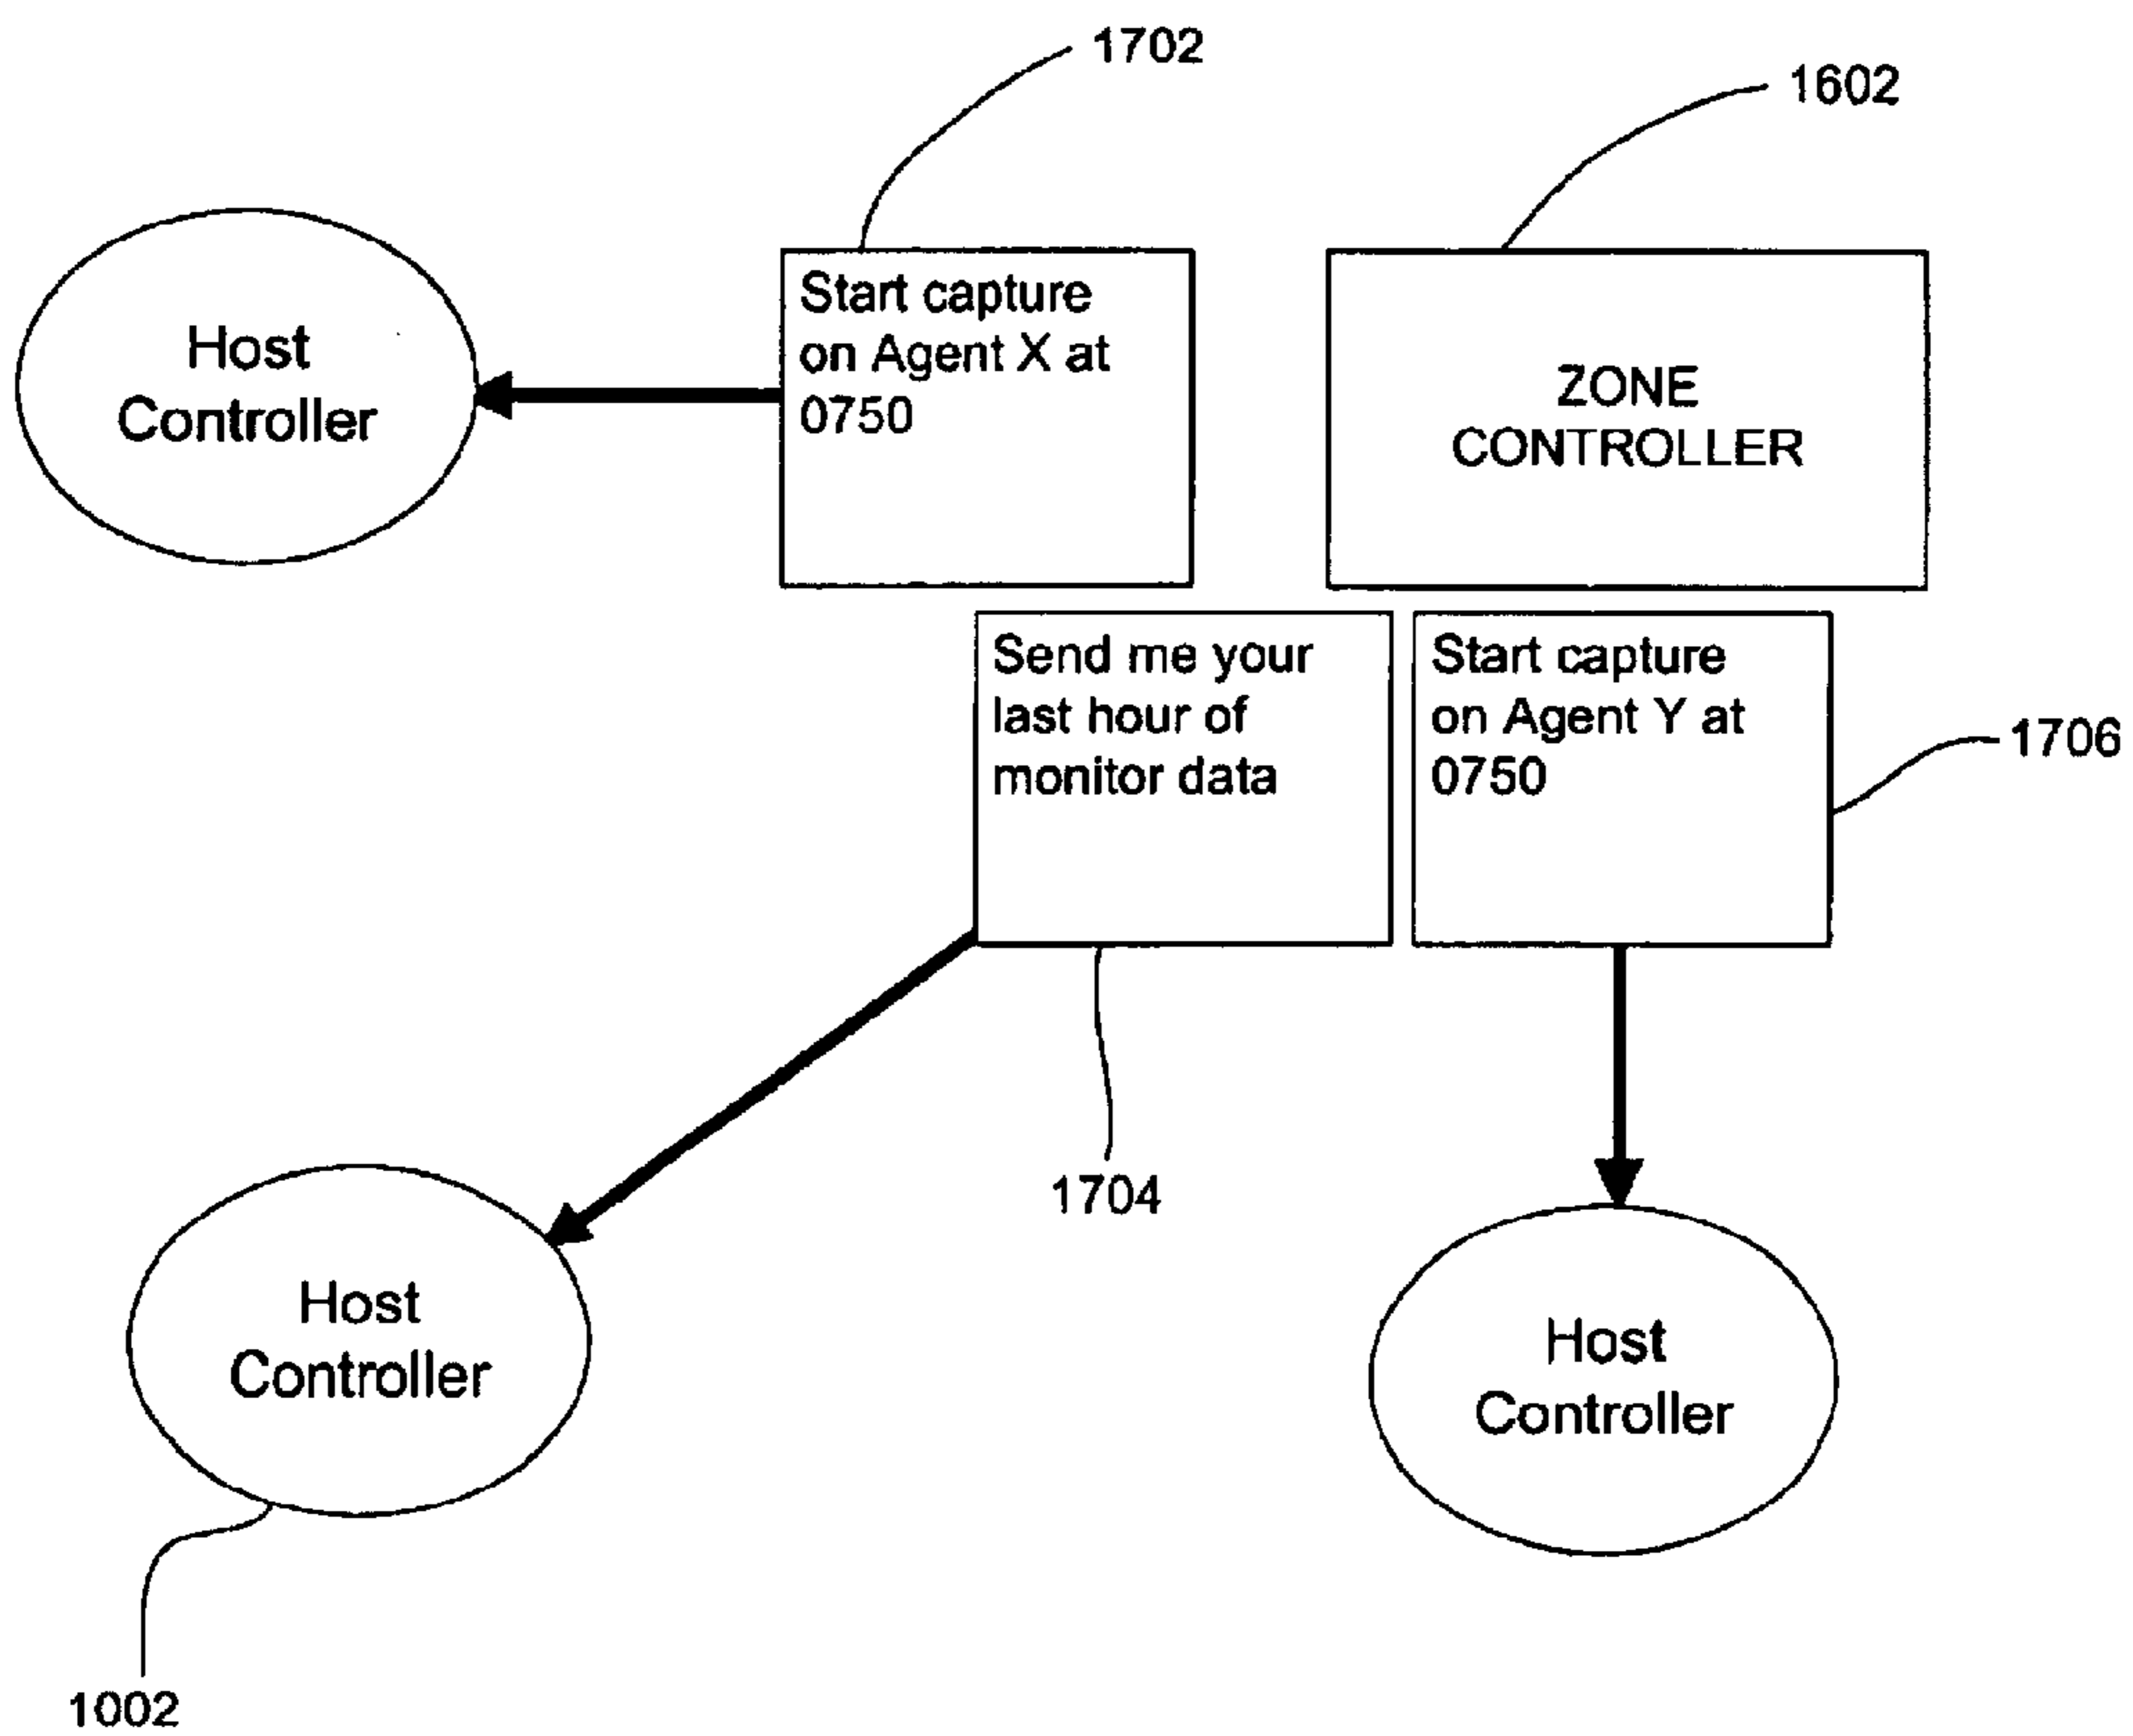 1702
1602
Host
Controller
Start capture
on Agent X at
0750
ZONE
CONTROLLER
Send me your
last hour of
monitor data
Start capture
on Agent Y at
0750
1706
1704
Host
Controller
Host
Controller
1002